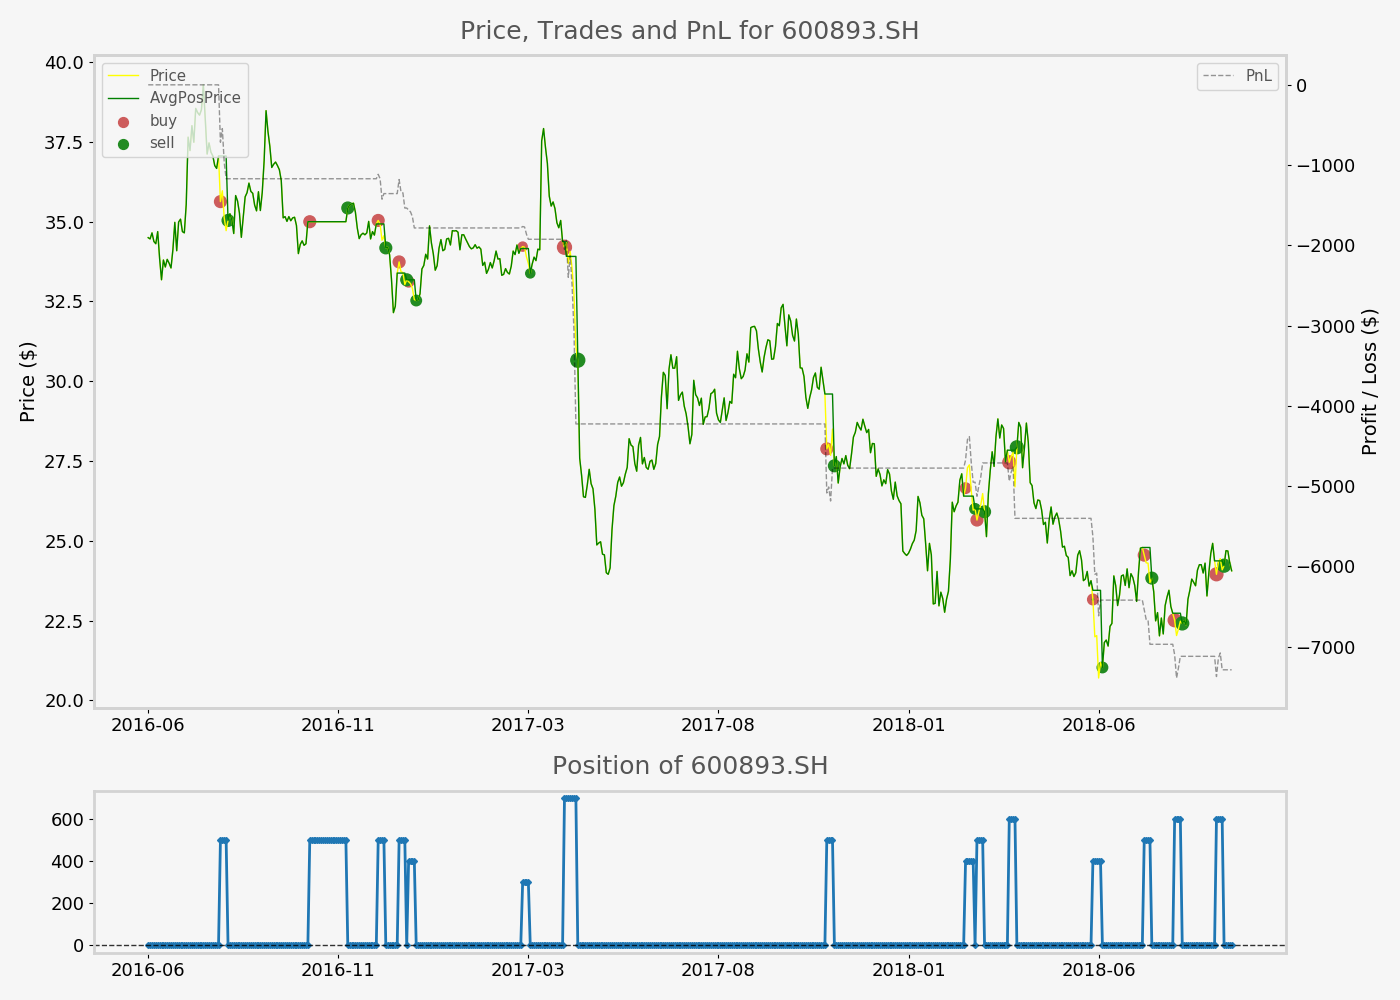 Price, Trades and PnL for 600893.SH
40.0
37.5
35.0
32.5
30.0
27.5
25.0
22.5
20.0
Price ($)
Price
AvgPosPrice
buy
sell
PnL
0
−1000
−2000
−3000
−4000
−5000
−6000
−7000
Profit / Loss ($)
2016-06 2016-11 2017-03 2017-08 2018-01 2018-06
Position of 600893.SH
600
400
200
0
2016-06 2016-11 2017-03 2017-08 2018-01 2018-06